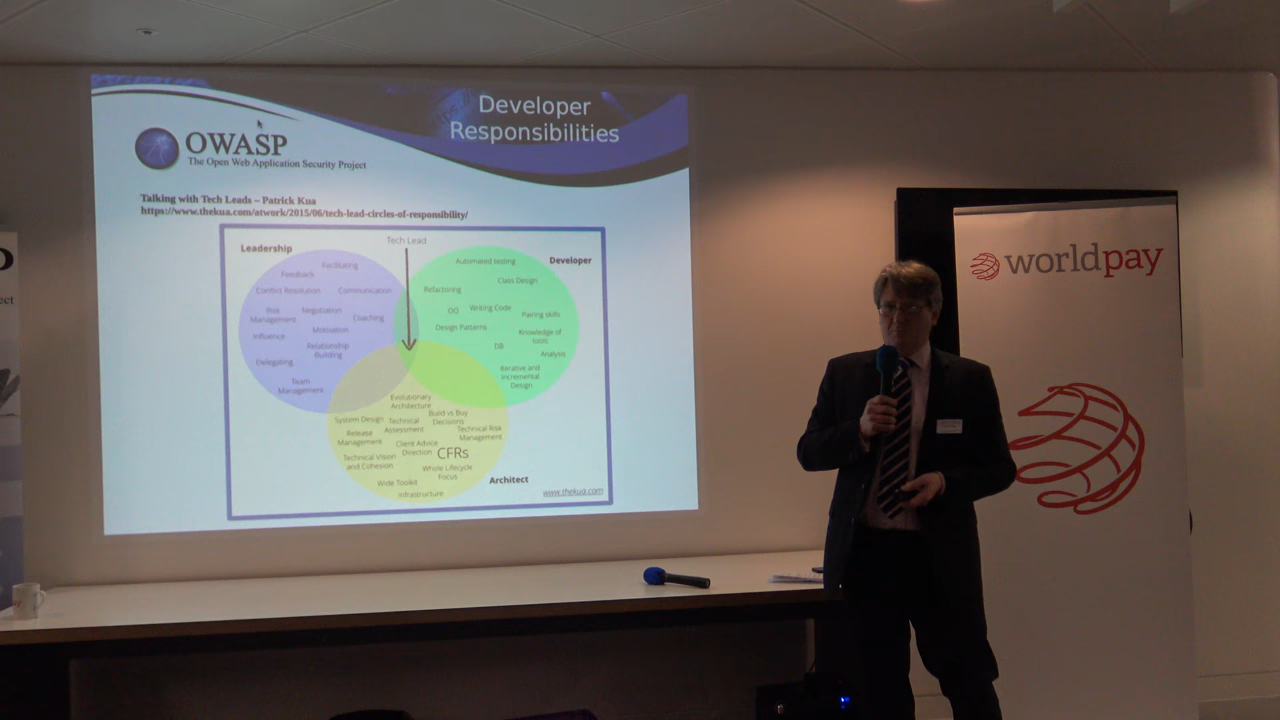 Developer
Responsibilities
OWASP
The Open Web Application Security Project
Talking with Tech Leads – Patrick Kua
https://www.thekua.com/atwork/2015/06/tech-lead-circles-of-responsibility/
Tech Lead
Leadership
Facilitating
Feedback
Conflict Resolution
Communication
Risk
Management
Negotiation
Coaching
Motivation
Influence
Relationship
Building
Delegating
Team
Management
Developer
Automated testing
Class Design
Refactoring
OO
Writing Code
Pairing skills
Design Patterns
Knowledge of
tools
DB
Analysis
Iterative and
Incremental
Design
Evolutionary
Architecture
Build vs Buy
Decisions
System Design
Technical
Assessment
Technical Risk
Management
Release
Management
Client Advice
Direction
CFRs
Technical Vision
and Cohesion
Whole Lifecycle
Focus
Wide Toolkit
Infrastructure
Architect
www.thekua.com
worldpay
ect